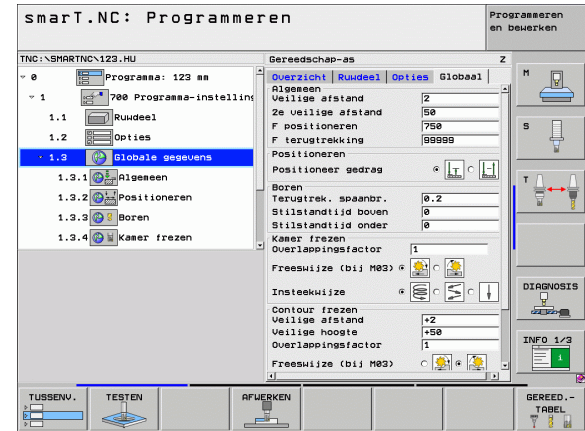 smarT.NC: Programmeren
Programmeren
en bewerken
TNC:\SMARTNC\123.HU
0 Programma: 123 mm
1 700 Programma-instelling
1.1 Ruwdeel
1.2 Opties
1.3 Globale gegevens
1.3.1 Algemeen
1.3.2 Positioneren
1.3.3 Boren
1.3.4 Kamer frezen
Gereedschap-as Z
Overzicht Ruwdeel Opties Globaal
Algemeen
Veilige afstand 2
2e veilige afstand 50
F positioneren 750
F terugtrekking 99999
Positioneren
Positioneer gedrag
Boren
Terugtrek. spaanbr. 0.2
Stilstandtijd boven 0
Stilstandtijd onder 0
Kamer frezen
Overlappingsfactor 1
Freeswijze (bij M03)
Insteekwijze
Contour frezen
Veilige afstand +2
Veilige hoogte +50
Overlappingsfactor 1
Freeswijze (bij M03)
M
S
T
DIAGNOSIS
INFO 1/3
TUSSENV.
TESTEN
AFWERKEN
GEREED.-
TABEL